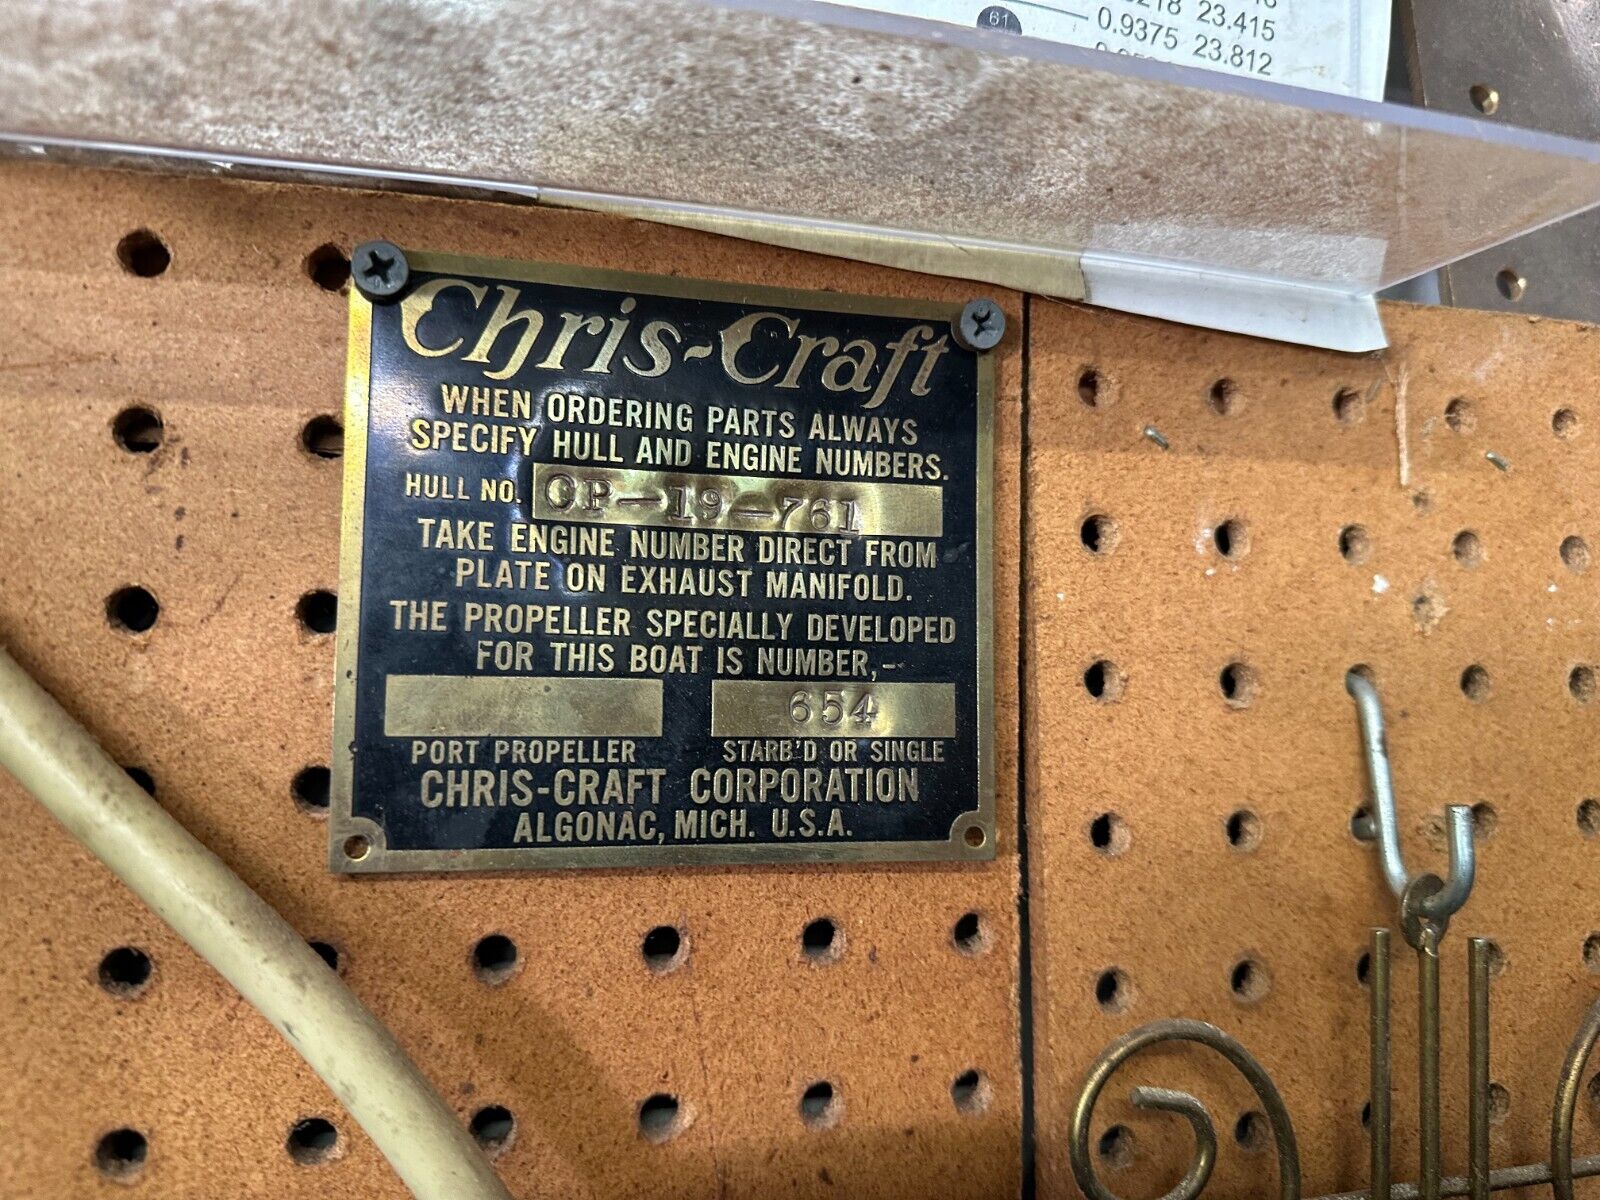 23.415
61
0.9375 23.812
Chris-Craft
WHEN ORDERING PARTS ALWAYS
SPECIFY HULL AND ENGINE NUMBERS.
HULL NO. CP-19-761
TAKE ENGINE NUMBER DIRECT FROM
PLATE ON EXHAUST MANIFOLD.
THE PROPELLER SPECIALLY DEVELOPED
FOR THIS BOAT IS NUMBER,-
654
PORT PROPELLER STARB'D OR SINGLE
CHRIS-CRAFT CORPORATION
ALGONAC, MICH. U.S.A.